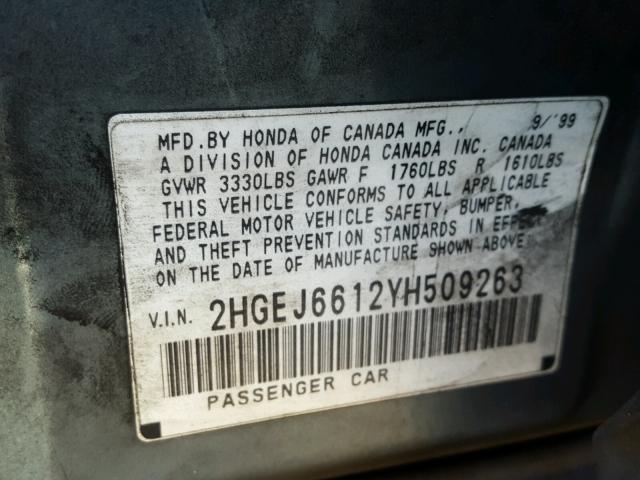 MFD.BY HONDA OF CANADA MFG., 9/'99
A DIVISION OF HONDA CANADA INC. CANADA
GVWR 3330LBS GAWR F 1760LBS R 1610LBS
THIS VEHICLE CONFORMS TO ALL APPLICABLE
FEDERAL MOTOR VEHICLE SAFETY, BUMPER,
AND THEFT PREVENTION STANDARDS IN EFFECT
ON THE DATE OF MANUFACTURE SHOWN ABOVE.
V.I.N. 2HGEJ6612YH509263
PASSENGER CAR